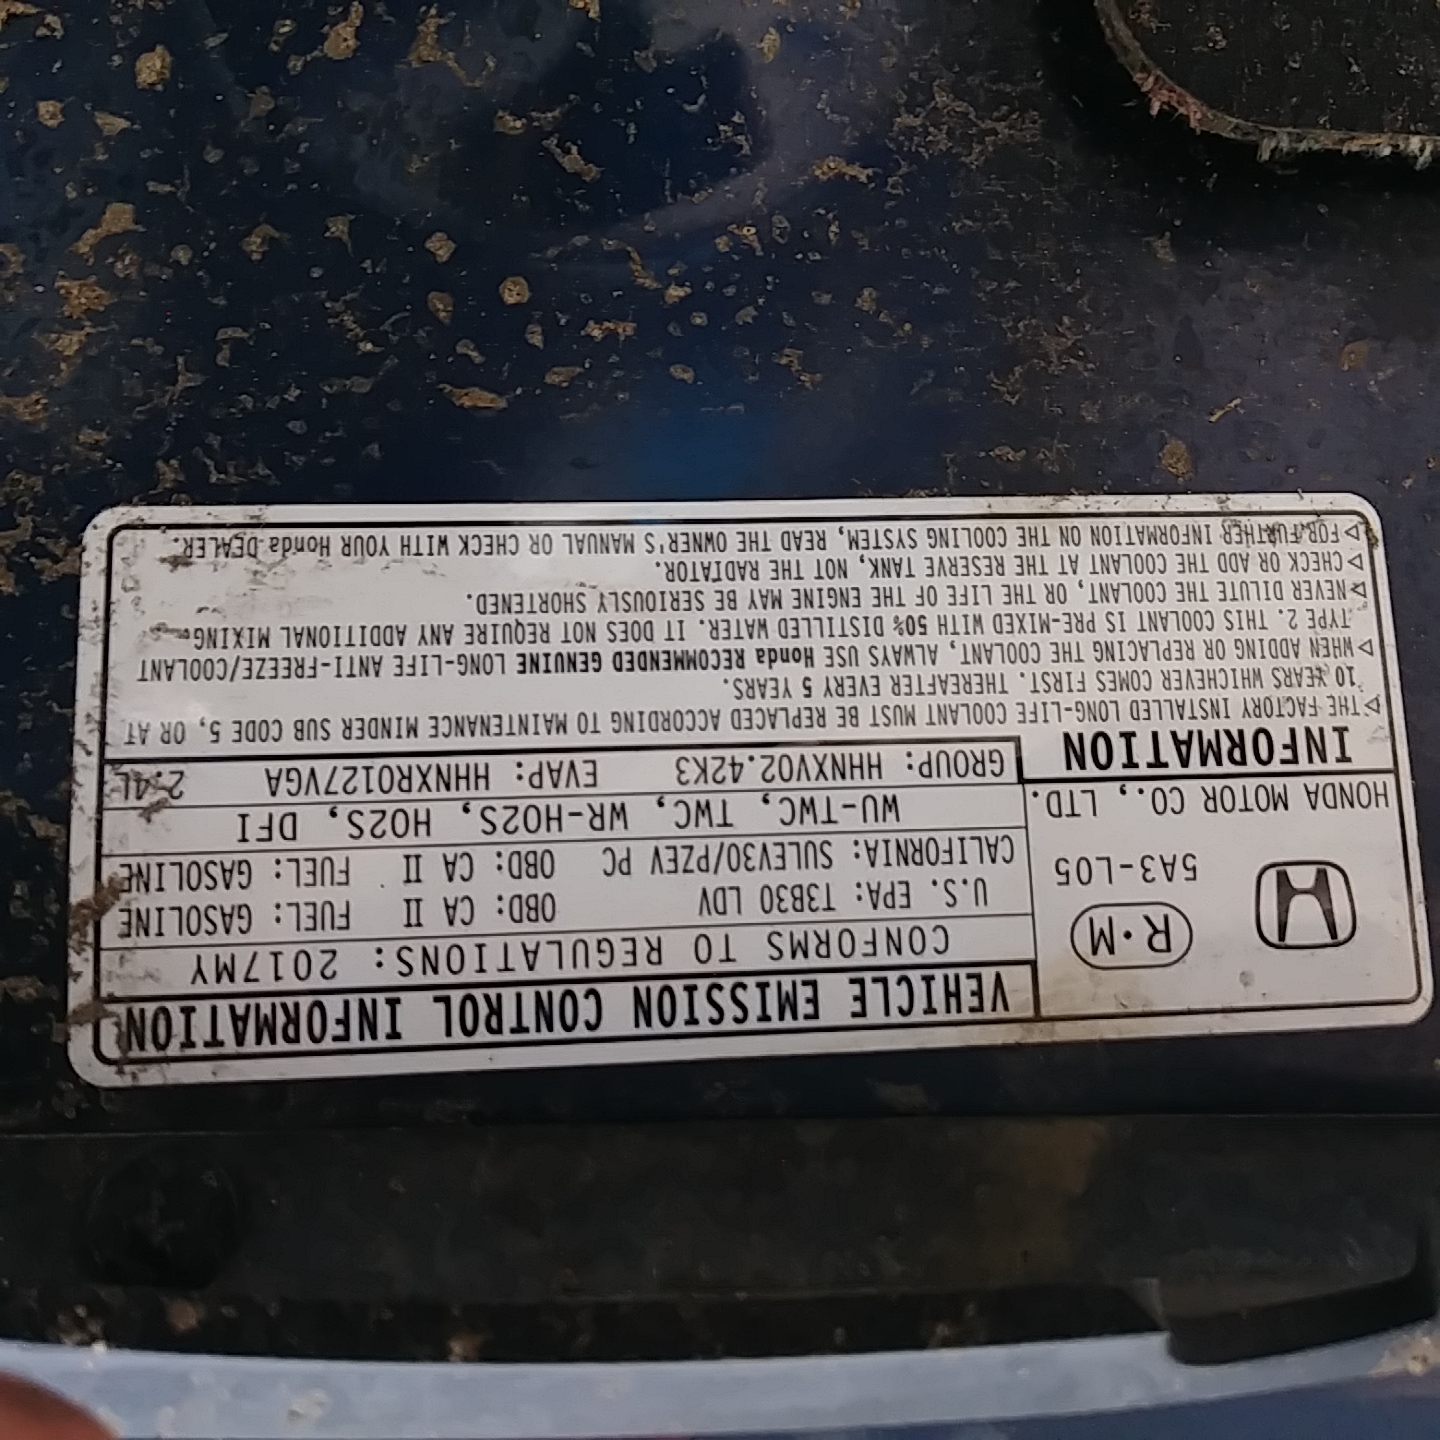 VEHICLE EMISSION CONTROL INFORMATION
CONFORMS TO REGULATIONS: 2017MY
U.S. EPA: T3B30 LDV OBD: CA II FUEL: GASOLINE
CALIFORNIA: SULEV30/PZEV PC OBD: CA II FUEL: GASOLINE
WU-TWC, TWC, WR-HO2S, HO2S, DFI
GROUP: HHNXV02.42K3 EVAP: HHNXR0127VGA 2.4L
R·M
5A3-L05
HONDA MOTOR CO., LTD.
INFORMATION
▷THE FACTORY INSTALLED LONG-LIFE COOLANT MUST BE REPLACED ACCORDING TO MAINTENANCE MINDER SUB CODE 5, OR AT
10 YEARS WHICHEVER COMES FIRST. THEREAFTER EVERY 5 YEARS.
▷WHEN ADDING OR REPLACING THE COOLANT, ALWAYS USE Honda RECOMMENDED GENUINE LONG-LIFE ANTI-FREEZE/COOLANT
TYPE 2. THIS COOLANT IS PRE-MIXED WITH 50% DISTILLED WATER. IT DOES NOT REQUIRE ANY ADDITIONAL MIXING.
▷NEVER DILUTE THE COOLANT, OR THE LIFE OF THE ENGINE MAY BE SERIOUSLY SHORTENED.
▷CHECK OR ADD THE COOLANT AT THE RESERVE TANK, NOT THE RADIATOR.
▷FOR FURTHER INFORMATION ON THE COOLING SYSTEM, READ THE OWNER'S MANUAL OR CHECK WITH YOUR Honda DEALER.